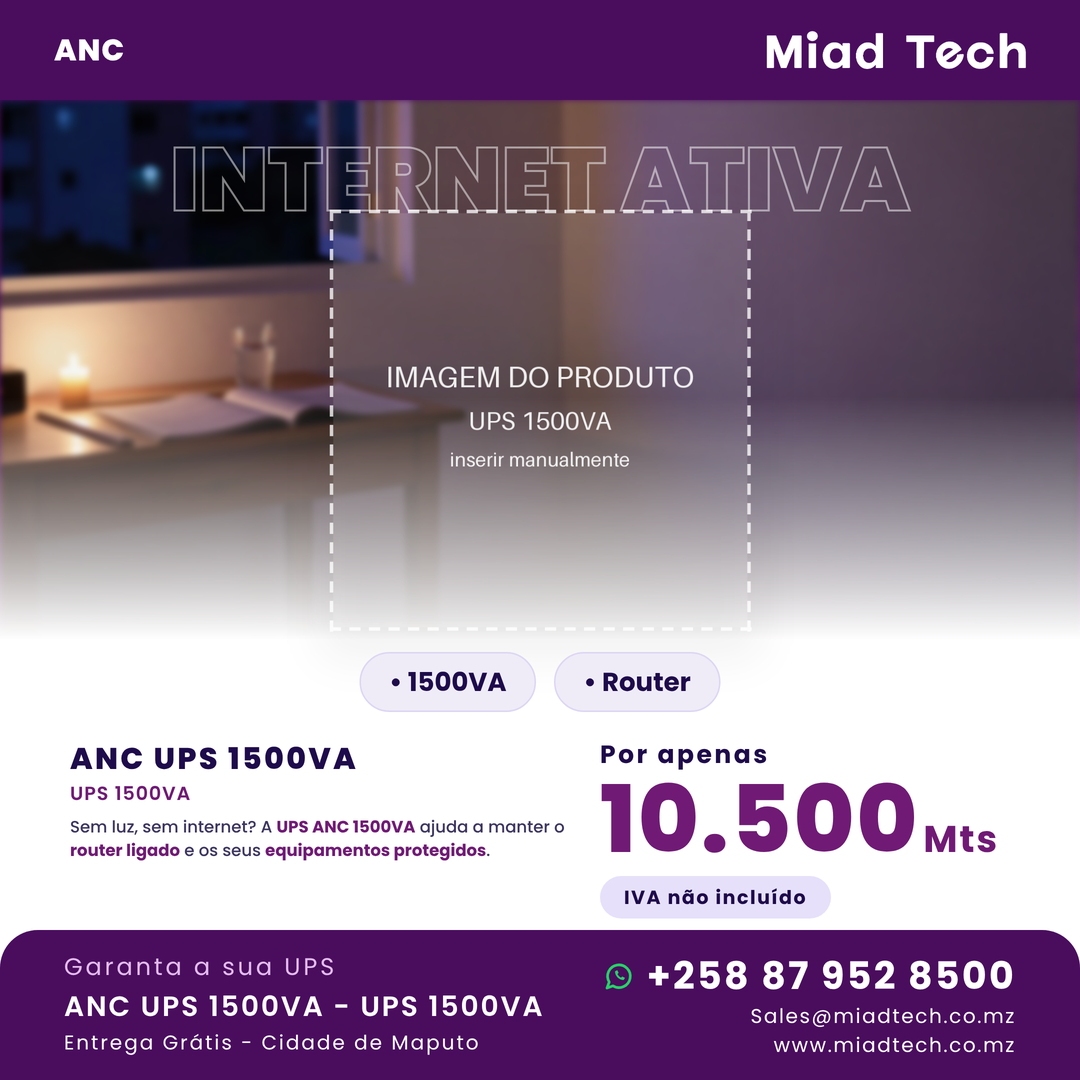 ANC
Miad Tech
INTERNET ATIVA
IMAGEM DO PRODUTO
UPS 1500VA
inserir manualmente
• 1500VA
• Router
ANC UPS 1500VA
UPS 1500VA
Sem luz, sem internet? A UPS ANC 1500VA ajuda a manter o
router ligado e os seus equipamentos protegidos.
Por apenas
10.500 Mts
IVA não incluído
Garanta a sua UPS
ANC UPS 1500VA - UPS 1500VA
Entrega Grátis - Cidade de Maputo
+258 87 952 8500
Sales@miadtech.co.mz
www.miadtech.co.mz